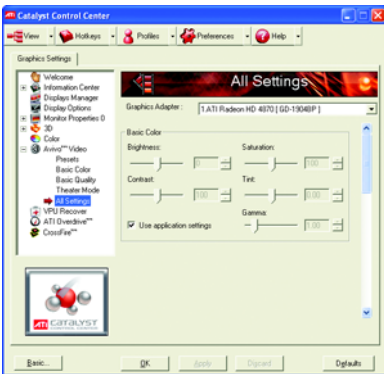 ATI Catalyst Control Center
View Hotkeys Profiles Preferences Help
Graphics Settings
Welcome
Information Center
Displays Manager
Display Options
Monitor Properties 0
3D
Color
Avivo™ Video
Presets
Basic Color
Basic Quality
Theater Mode
All Settings
VPU Recover
ATI Overdrive™
CrossFire™
ATI CATALYST
CONTROL CENTER
All Settings
Graphics Adapter: 1.ATI Radeon HD 4870 [ GD-1904BP ]
Basic Color
Brightness: Saturation:
0 100
Contrast: Tint:
100 0.00
Gamma:
Use application settings 1.00
Basic... OK Apply Discard Defaults